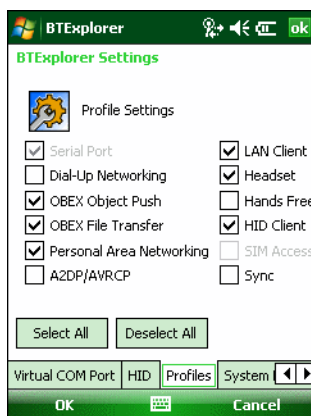 BTExplorer ok
BTExplorer Settings
Profile Settings
Serial Port LAN Client
Dial-Up Networking Headset
OBEX Object Push Hands Free
OBEX File Transfer HID Client
Personal Area Networking SIM Access
A2DP/AVRCP Sync
Select All Deselect All
Virtual COM Port HID Profiles System
OK Cancel